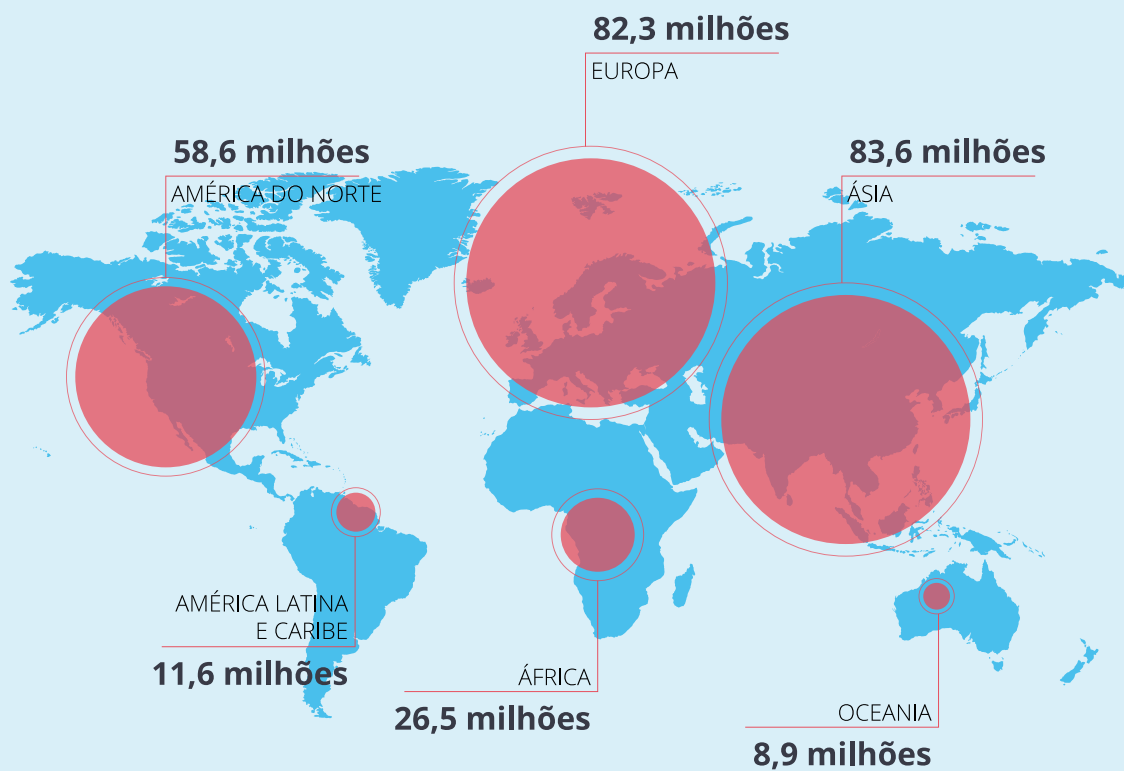 82,3 milhões
EUROPA
58,6 milhões
AMÉRICA DO NORTE
83,6 milhões
ÁSIA
AMÉRICA LATINA
E CARIBE
11,6 milhões
ÁFRICA
26,5 milhões
OCEANIA
8,9 milhões